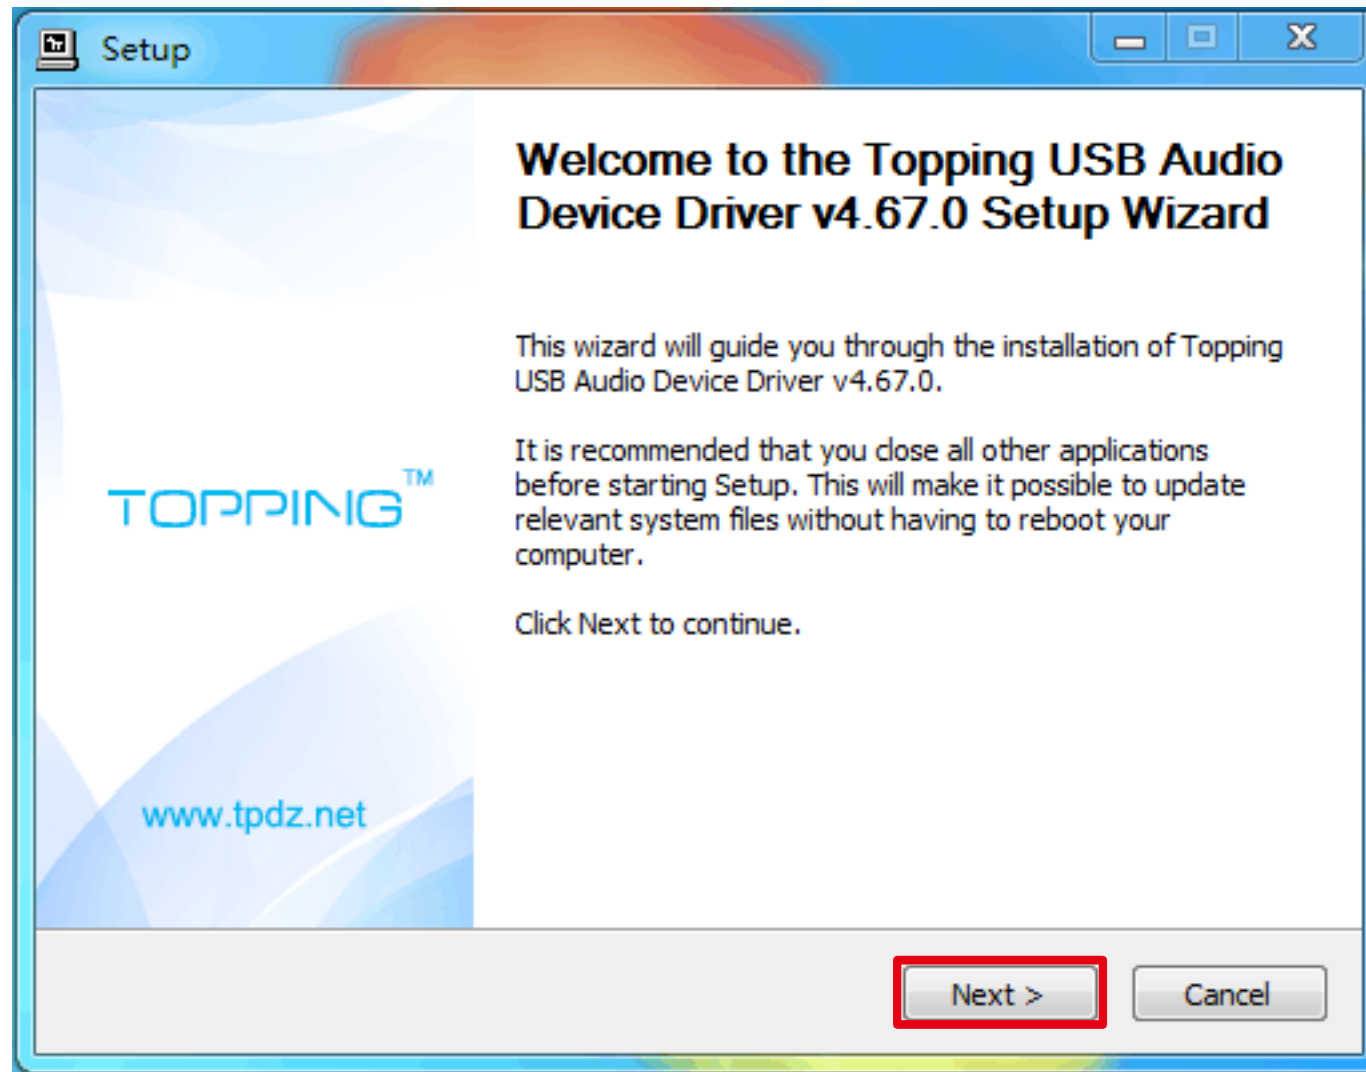 Setup
Welcome to the Topping USB Audio
Device Driver v4.67.0 Setup Wizard
This wizard will guide you through the installation of Topping
USB Audio Device Driver v4.67.0.
It is recommended that you close all other applications
before starting Setup. This will make it possible to update
relevant system files without having to reboot your
computer.
Click Next to continue.
TOPPING™
www.tpdz.net
Next >
Cancel